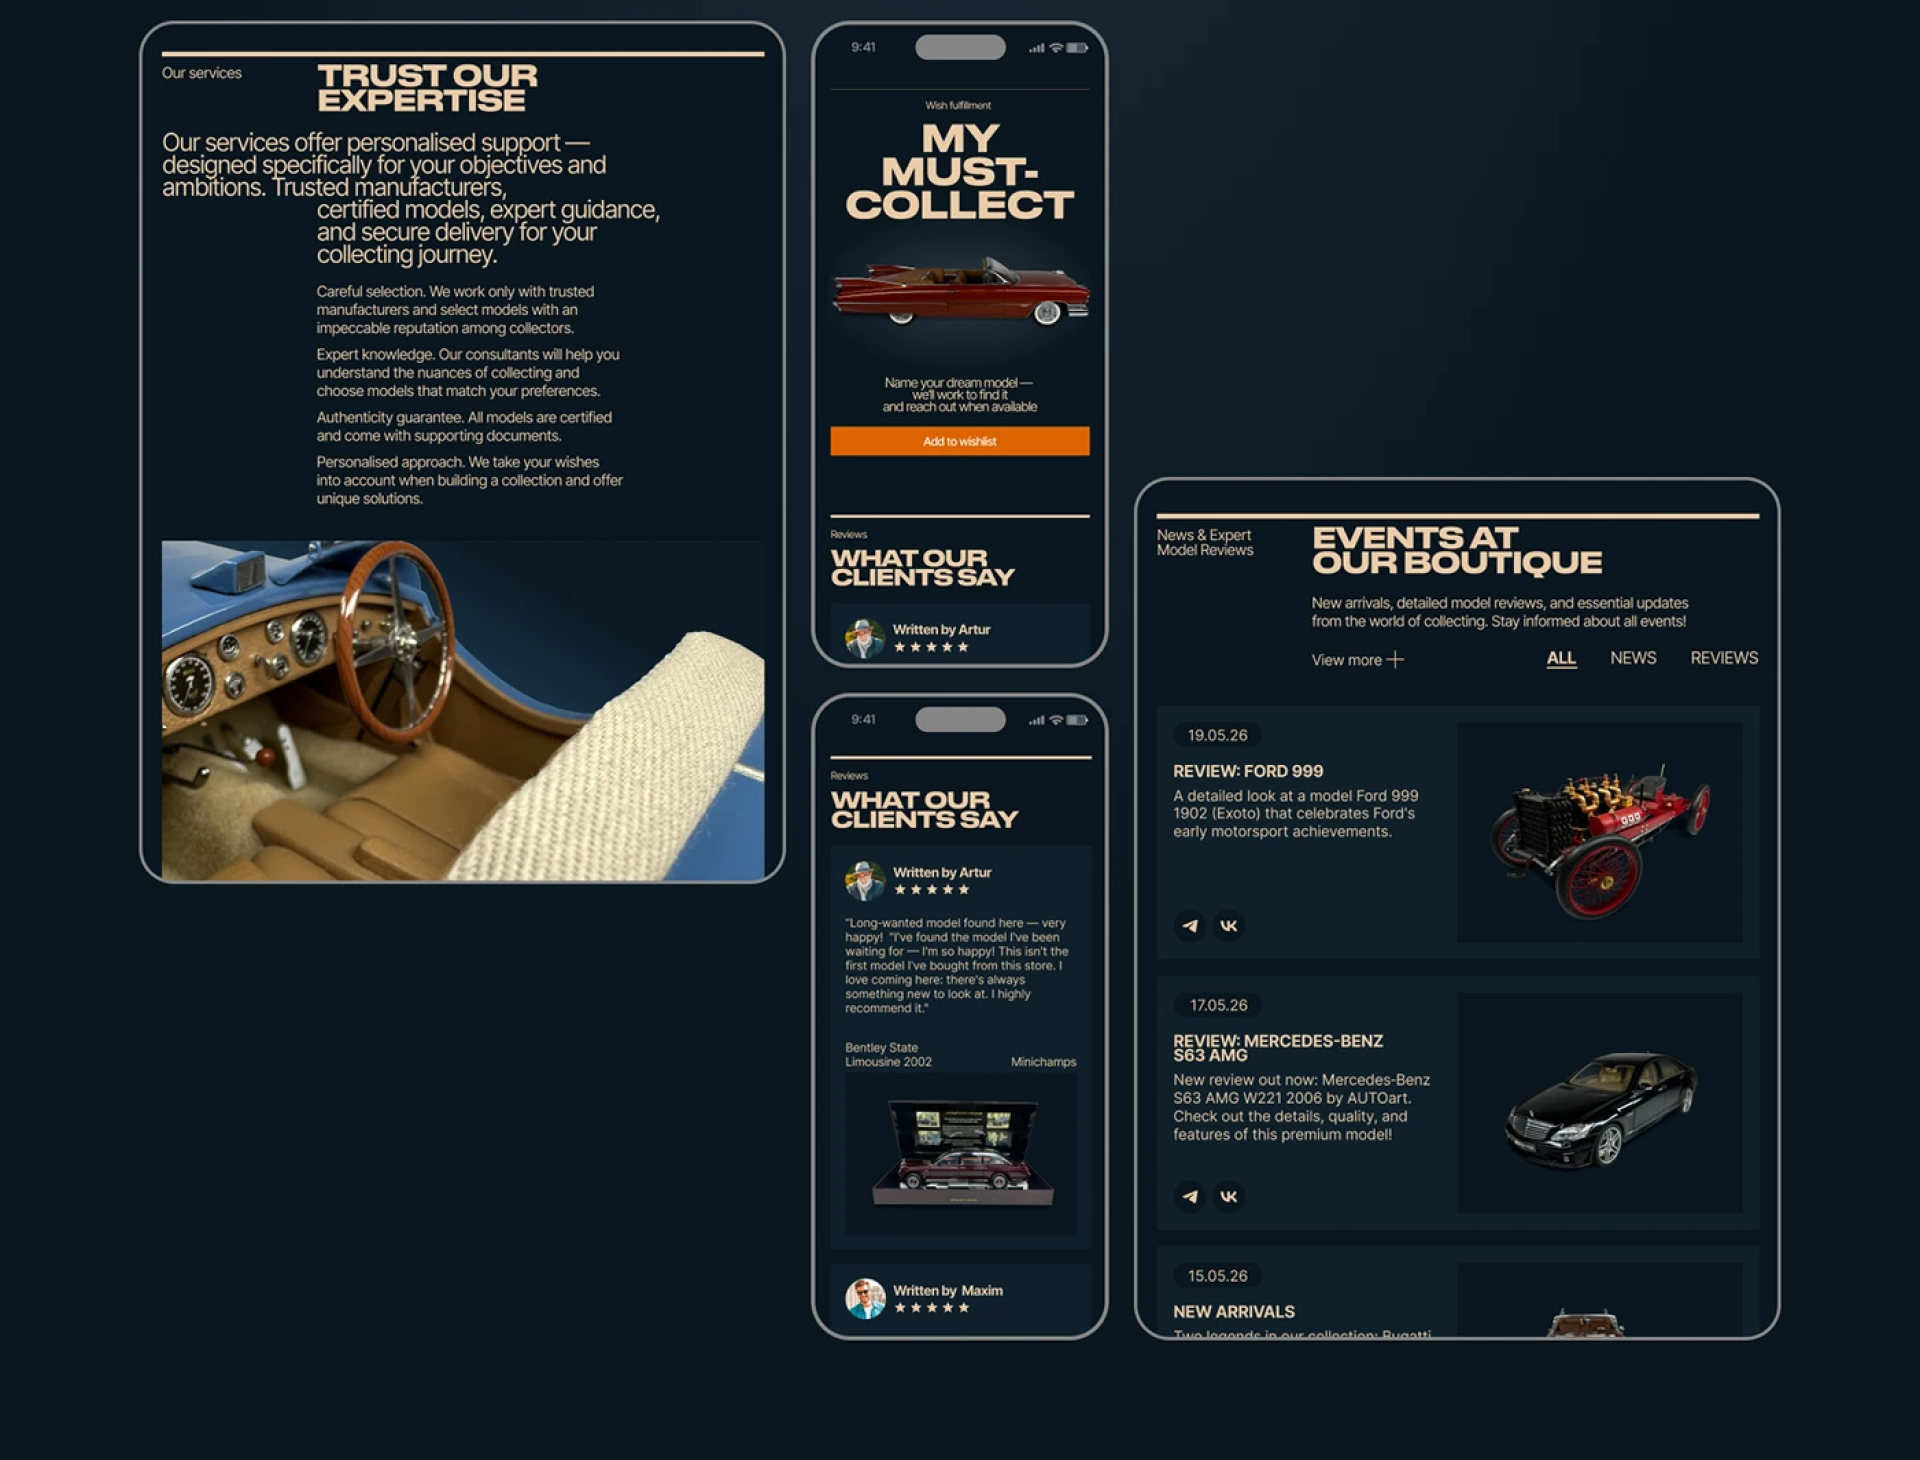 Our services
TRUST OUR
EXPERTISE
Our services offer personalised support —
designed specifically for your objectives and
ambitions. Trusted manufacturers,
certified models, expert guidance,
and secure delivery for your
collecting journey.
Careful selection. We work only with trusted
manufacturers and select models with an
impeccable reputation among collectors.
Expert knowledge. Our consultants will help you
understand the nuances of collecting and
choose models that match your preferences.
Authenticity guarantee. All models are certified
and come with supporting documents.
Personalised approach. We take your wishes
into account when building a collection and offer
unique solutions.
9:41
Wish fulfillment
MY
MUST-
COLLECT
Name your dream model —
we'll work to find it
and reach out when available
Add to wishlist
Reviews
WHAT OUR
CLIENTS SAY
Written by Artur
9:41
Reviews
WHAT OUR
CLIENTS SAY
Written by Artur
"Long-wanted model found here — very
happy! "I've found the model I've been
waiting for — I'm so happy! This isn't the
first model I've bought from this store. I
love coming here: there's always
something new to look at. I highly
recommend it."
Bentley State
Limousine 2002
Minichamps
Written by Maxim
News & Expert
Model Reviews
EVENTS AT
OUR BOUTIQUE
New arrivals, detailed model reviews, and essential updates
from the world of collecting. Stay informed about all events!
View more
ALL NEWS REVIEWS
19.05.26
REVIEW: FORD 999
A detailed look at a model Ford 999
1902 (Exoto) that celebrates Ford's
early motorsport achievements.
17.05.26
REVIEW: MERCEDES-BENZ
S63 AMG
New review out now: Mercedes-Benz
S63 AMG W221 2006 by AUTOart.
Check out the details, quality, and
features of this premium model!
15.05.26
NEW ARRIVALS
Two legends in our collection: Bugatti